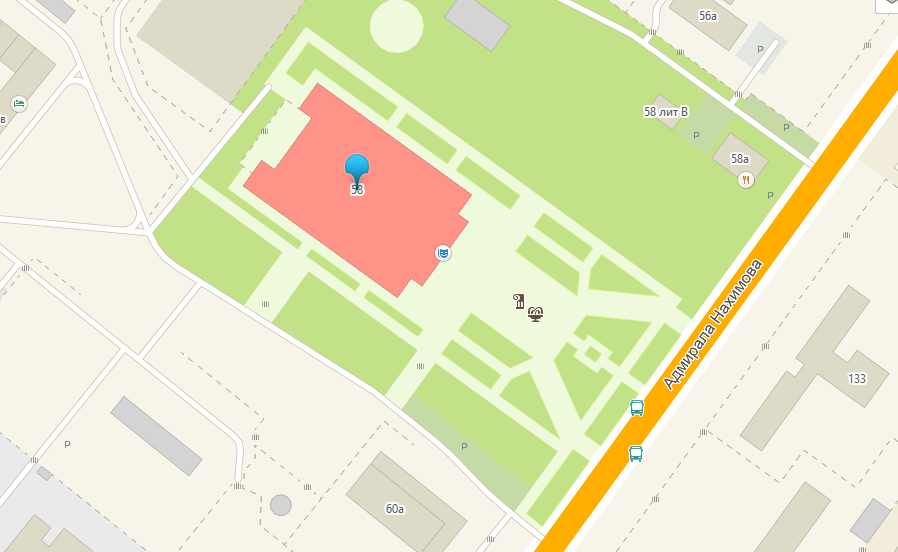 56а
Р
58 лит В
Р
Р
58а
Р
в
58
Адмирала Нахимова
133
Р
Р
60а